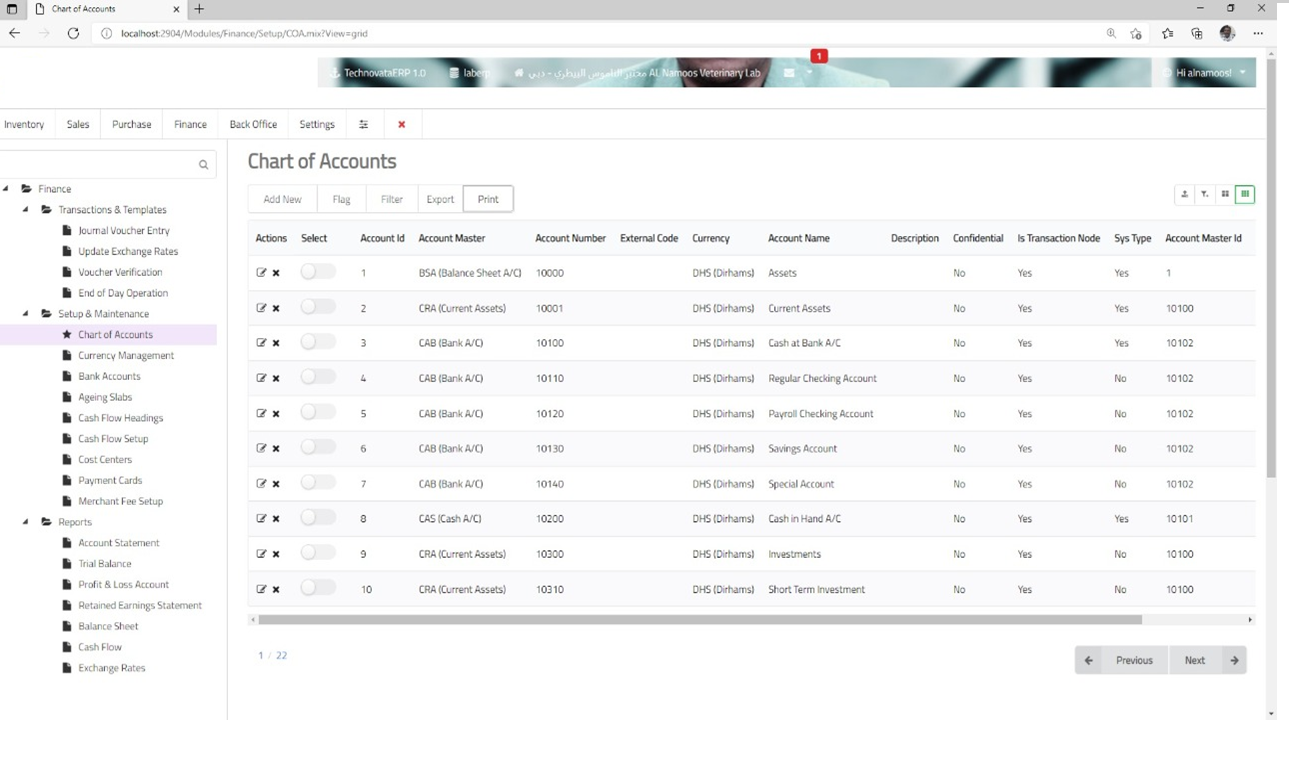 Chart of Accounts
localhost:2904/Modules/Finance/Setup/COA.mix?View=grid
1
TechnovataERP 1.0 laberp مختبر الناموس البيطري - دبي Al Namoos Veterinary Lab Hi alnamoos!
Inventory Sales Purchase Finance Back Office Settings
Finance
Transactions & Templates
Journal Voucher Entry
Update Exchange Rates
Voucher Verification
End of Day Operation
Setup & Maintenance
Chart of Accounts
Currency Management
Bank Accounts
Ageing Slabs
Cash Flow Headings
Cash Flow Setup
Cost Centers
Payment Cards
Merchant Fee Setup
Reports
Account Statement
Trial Balance
Profit & Loss Account
Retained Earnings Statement
Balance Sheet
Cash Flow
Exchange Rates
Chart of Accounts
Add New Flag Filter Export Print
Actions Select Account Id Account Master Account Number External Code Currency Account Name Description Confidential Is Transaction Node Sys Type Account Master Id
1 BSA (Balance Sheet A/C) 10000 DHS (Dirhams) Assets No Yes Yes 1
2 CRA (Current Assets) 10001 DHS (Dirhams) Current Assets No Yes Yes 10100
3 CAB (Bank A/C) 10100 DHS (Dirhams) Cash at Bank A/C No Yes Yes 10102
4 CAB (Bank A/C) 10110 DHS (Dirhams) Regular Checking Account No Yes No 10102
5 CAB (Bank A/C) 10120 DHS (Dirhams) Payroll Checking Account No Yes No 10102
6 CAB (Bank A/C) 10130 DHS (Dirhams) Savings Account No Yes No 10102
7 CAB (Bank A/C) 10140 DHS (Dirhams) Special Account No Yes No 10102
8 CAS (Cash A/C) 10200 DHS (Dirhams) Cash in Hand A/C No Yes Yes 10101
9 CRA (Current Assets) 10300 DHS (Dirhams) Investments No Yes No 10100
10 CRA (Current Assets) 10310 DHS (Dirhams) Short Term Investment No Yes No 10100
1 / 22
Previous Next